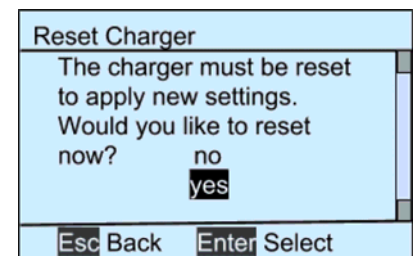 Reset Charger
The charger must be reset
to apply new settings.
Would you like to reset
now? no
yes
Esc Back Enter Select